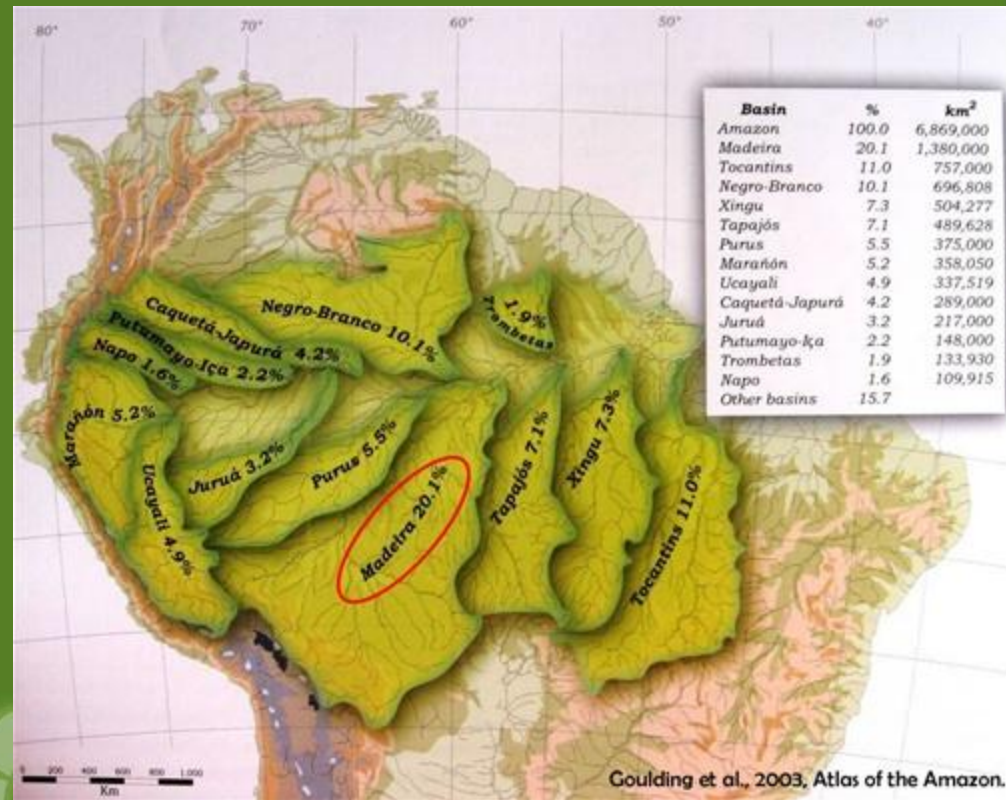 80° 70° 60° 50° 40°
Basin % km²
Amazon 100.0 6,869,000
Madeira 20.1 1,380,000
Tocantins 11.0 757,000
Negro-Branco 10.1 696,808
Xingu 7.3 504,277
Tapajós 7.1 489,628
Purus 5.5 375,000
Marañón 5.2 358,050
Ucayali 4.9 337,519
Caquetá-Japurá 4.2 289,000
Juruá 3.2 217,000
Putumayo-Iça 2.2 148,000
Trombetas 1.9 133,930
Napo 1.6 109,915
Other basins 15.7
Negro-Branco 10.1%
1.9%
Trombetas
Caquetá-Japurá 4.2%
Putumayo-Iça 2.2%
Napo 1.6%
Marañón 5.2%
Ucayali 4.9%
Juruá 3.2%
Purus 5.5%
Madeira 20.1%
Tapajós 7.1%
Xingu 7.3%
Tocantins 11.0%
0 200 400 600 800 1.000
Km
Goulding et al., 2003, Atlas of the Amazon.